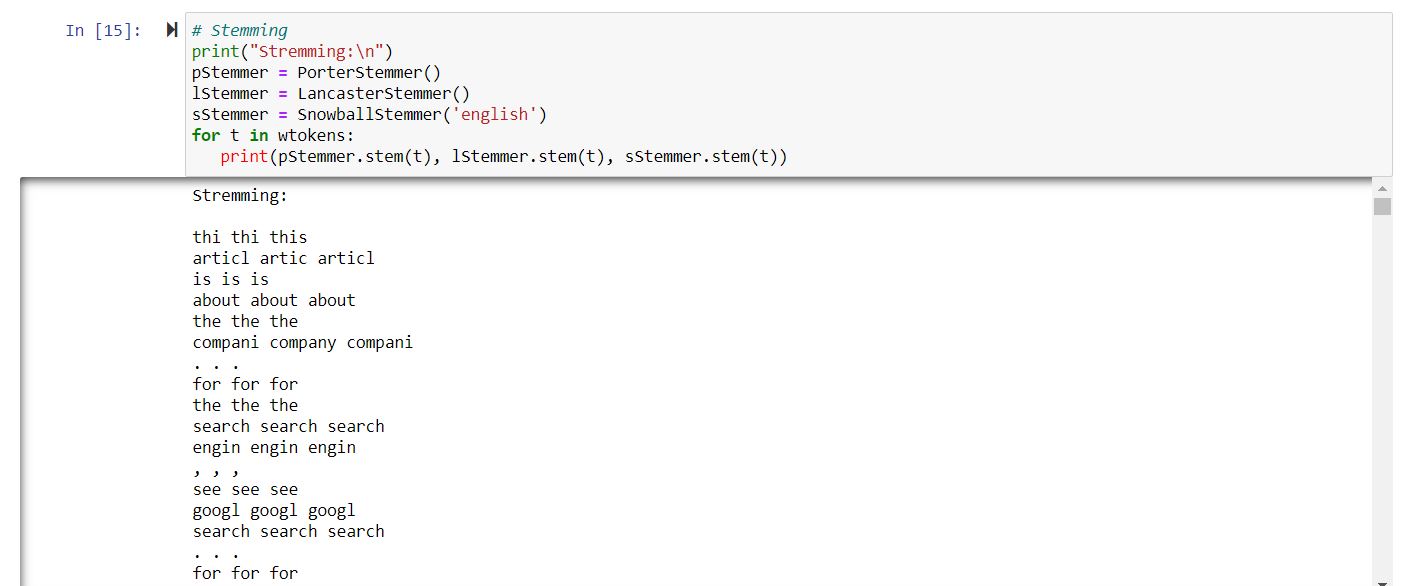 In [15]:
# Stemming
print("Stremming:\n")
pStemmer = PorterStemmer()
lStemmer = LancasterStemmer()
sStemmer = SnowballStemmer('english')
for t in wtokens:
   print(pStemmer.stem(t), lStemmer.stem(t), sStemmer.stem(t))
Stremming:
thi thi this
articl artic articl
is is is
about about about
the the the
compani company compani
. . .
for for for
the the the
search search search
engin engin engin
, , ,
see see see
googl googl googl
search search search
. . .
for for for